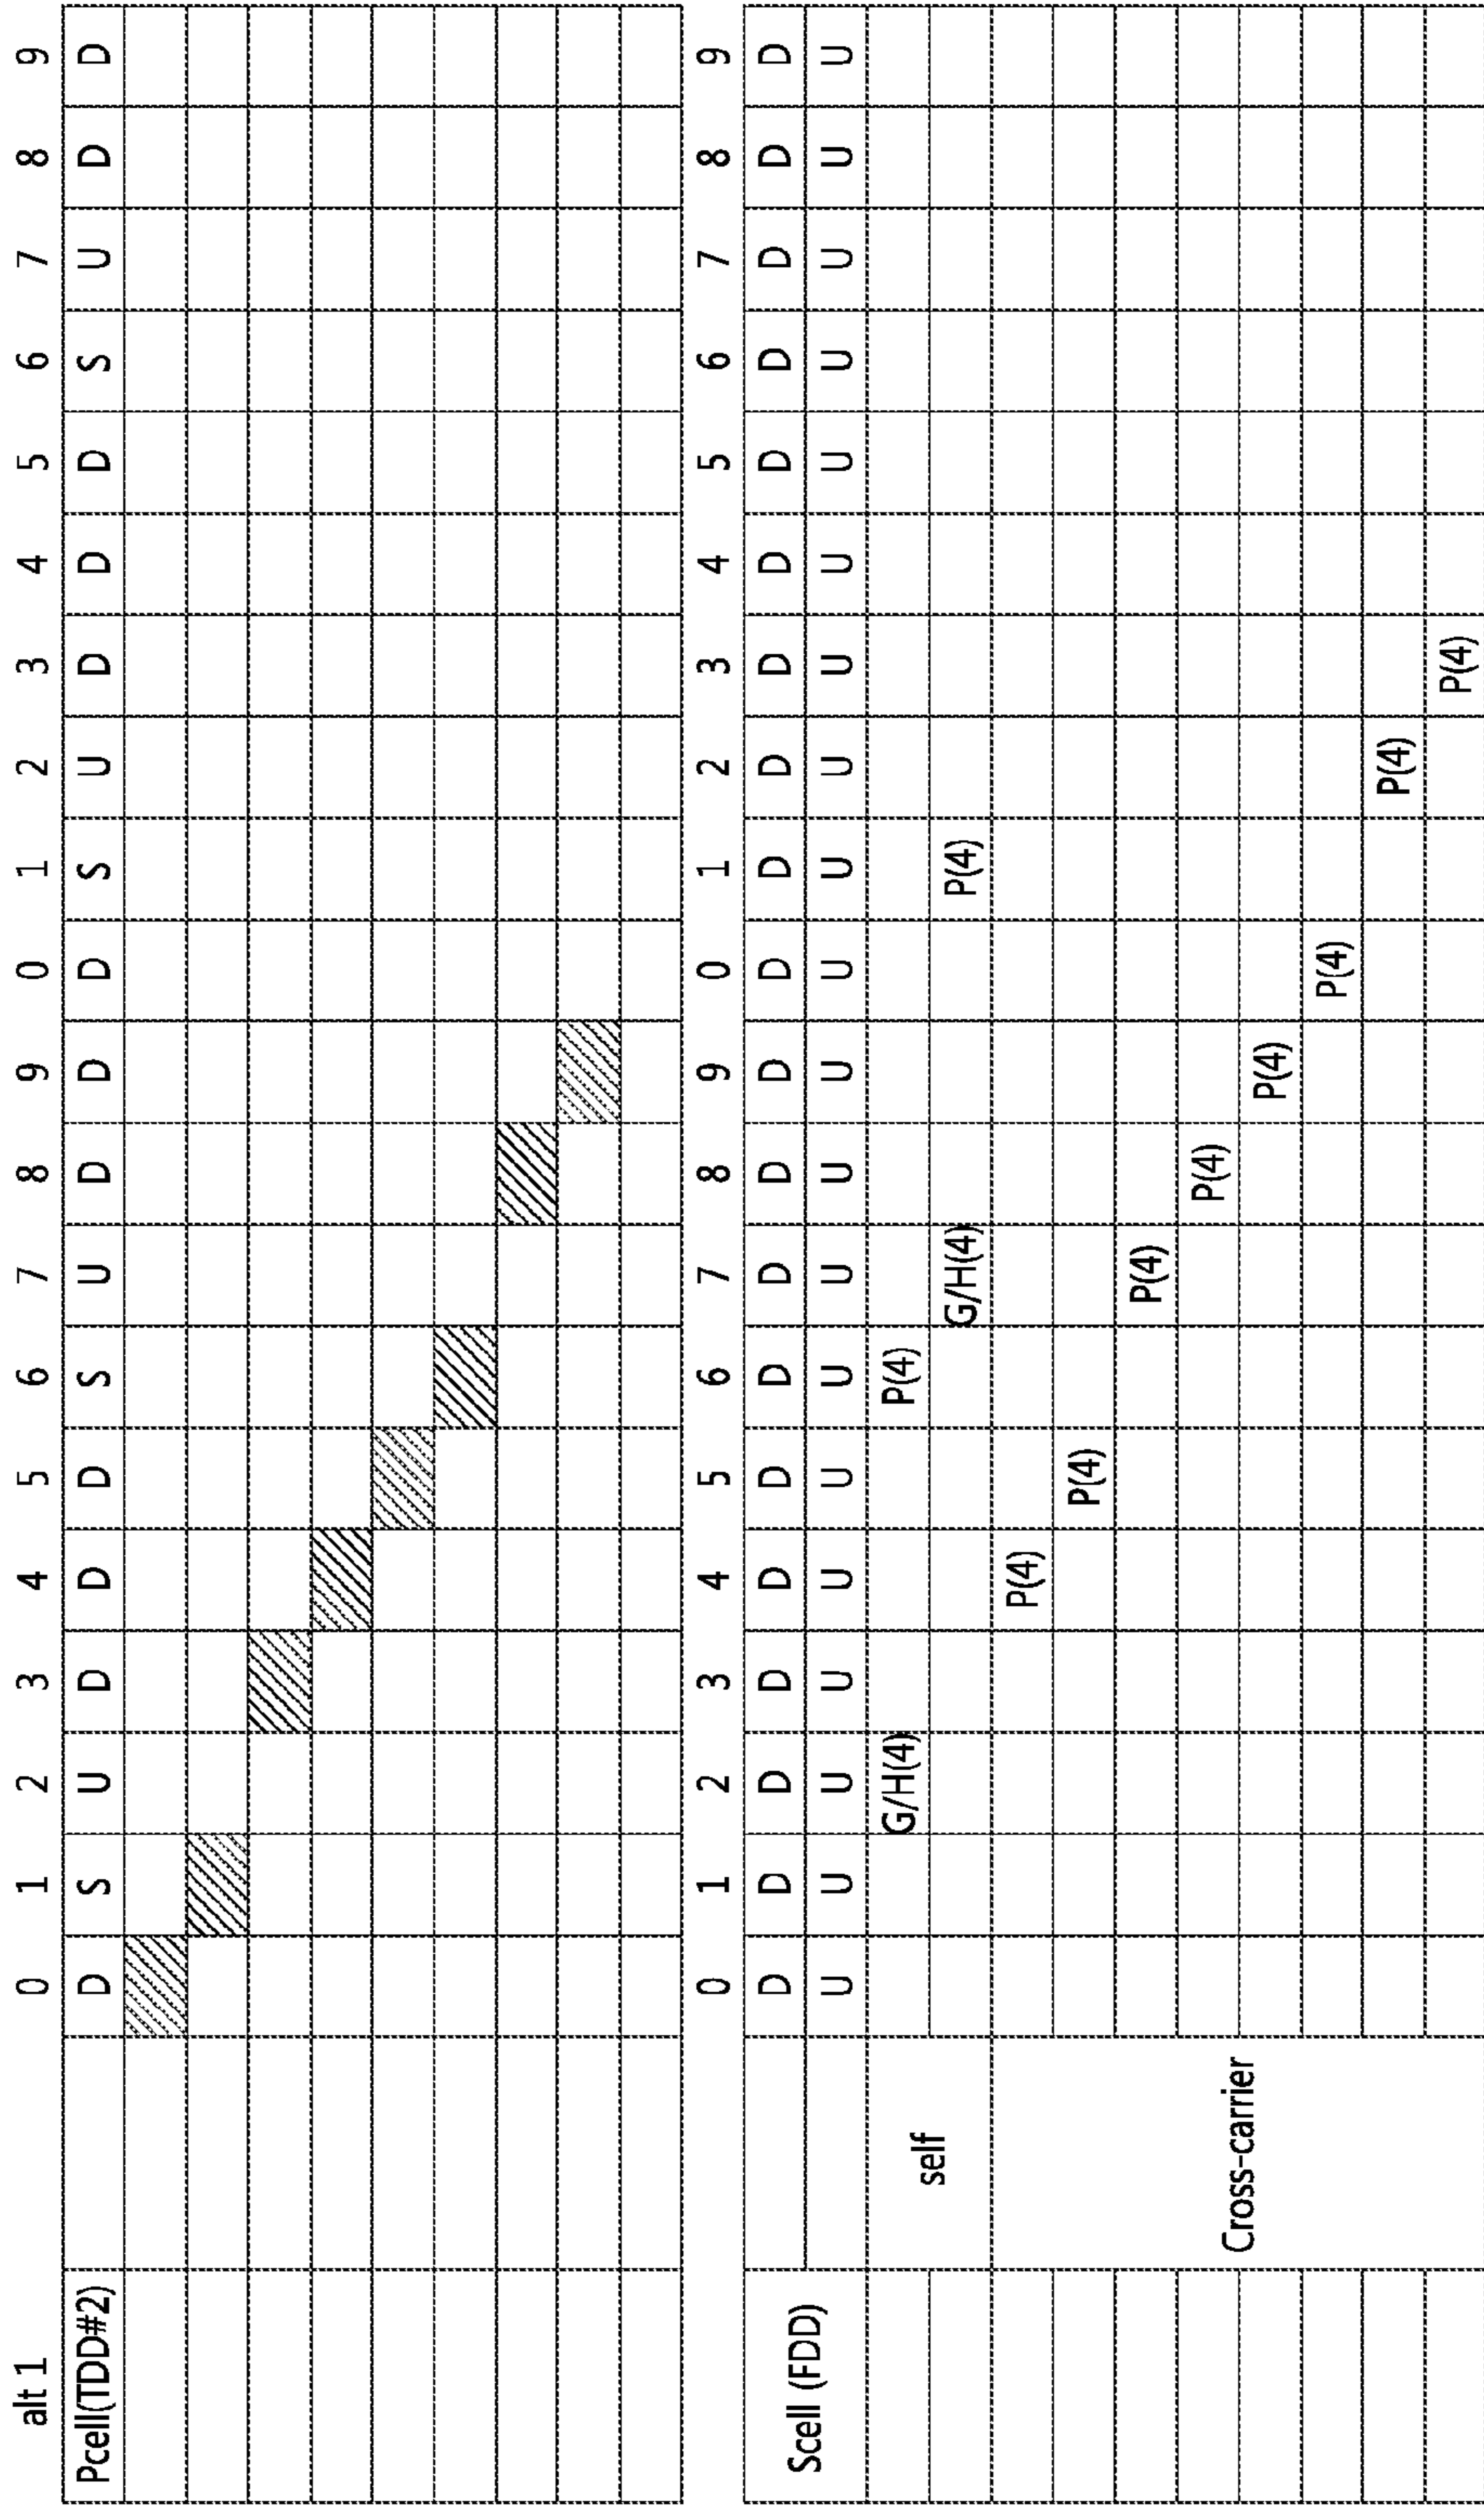 alt 1 0 1 2 3 4 5 6 7 8 9 0 1 2 3 4 5 6 7 8 9
Pcell(TDD#2) D S U D D D S U D D D S U D D D S U D D
0 1 2 3 4 5 6 7 8 9 0 1 2 3 4 5 6 7 8 9
Scell (FDD) D D D D D D D D D D D D D D D D D D D D
U U U U U U U U U U U U U U U U U U U U
self G/H(4) P(4)
G/H(4) P(4)
Cross-carrier P(4)
P(4)
P(4)
P(4)
P(4)
P(4)
P(4)
P(4)